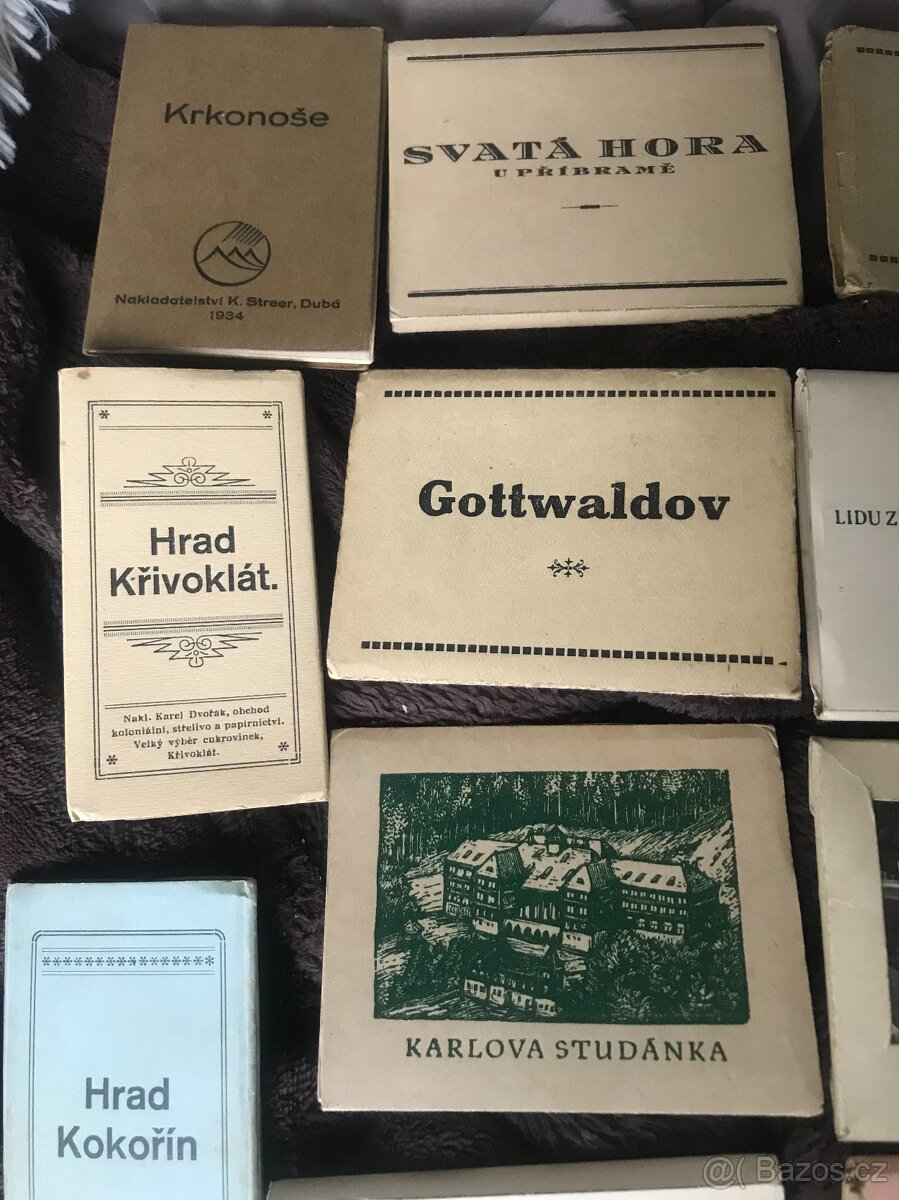 Krkonoše
Nakladatelství K. Streer, Dubá
1934
SVATÁ HORA
U PŘÍBRAMĚ
Hrad
Křivoklát.
Nakl. Karel Dvořák, obchod
koloniální, střelivo a papírnictví.
Velký výběr cukrovinek,
Křivoklát.
Gottwaldov
LIDU Z
KARLOVA STUDÁNKA
Hrad
Kokořín
@( Bazos.cz